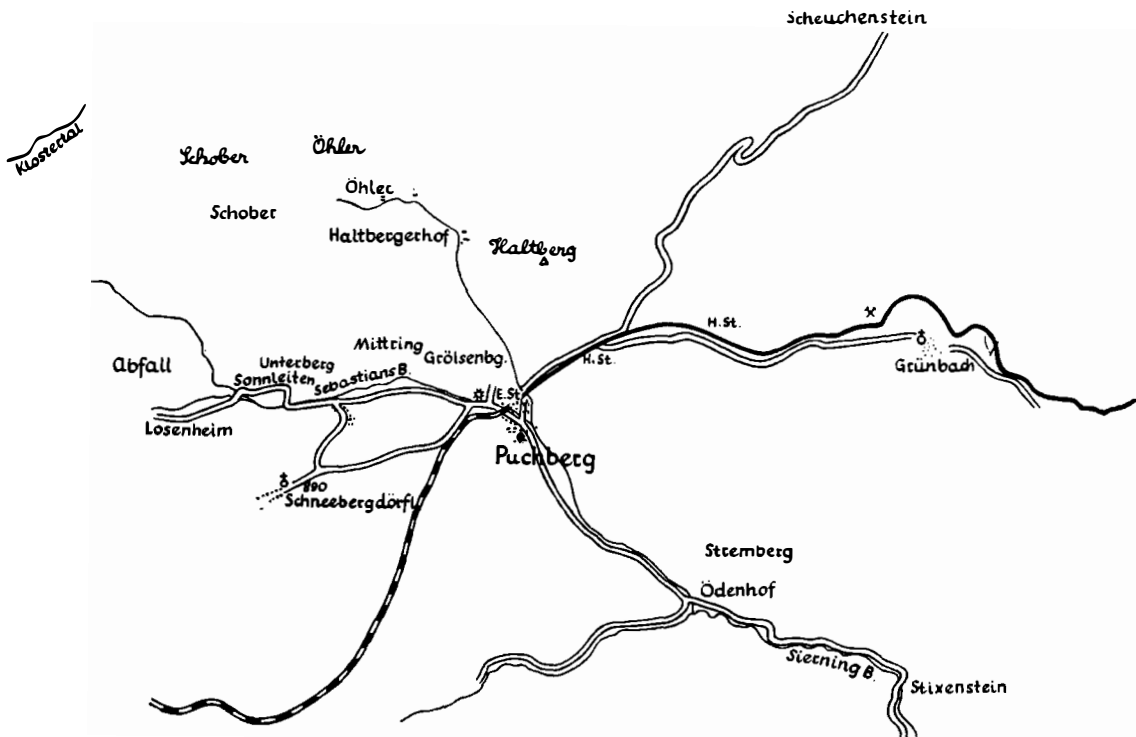 Scheuchenstein
Klostertal
Schober
Öhler
Öhler
Schober
Haltbergerhof
Haltberg
H. St.
H. St.
Mittring
Grölsenbg.
Unterberg
Abfall
Sonnleiten
Sebastians B.
E. St.
Grünbach
Losenheim
Puchberg
890
Schneebergdörfl
Stremberg
Ödenhof
Sierning B.
Stixenstein